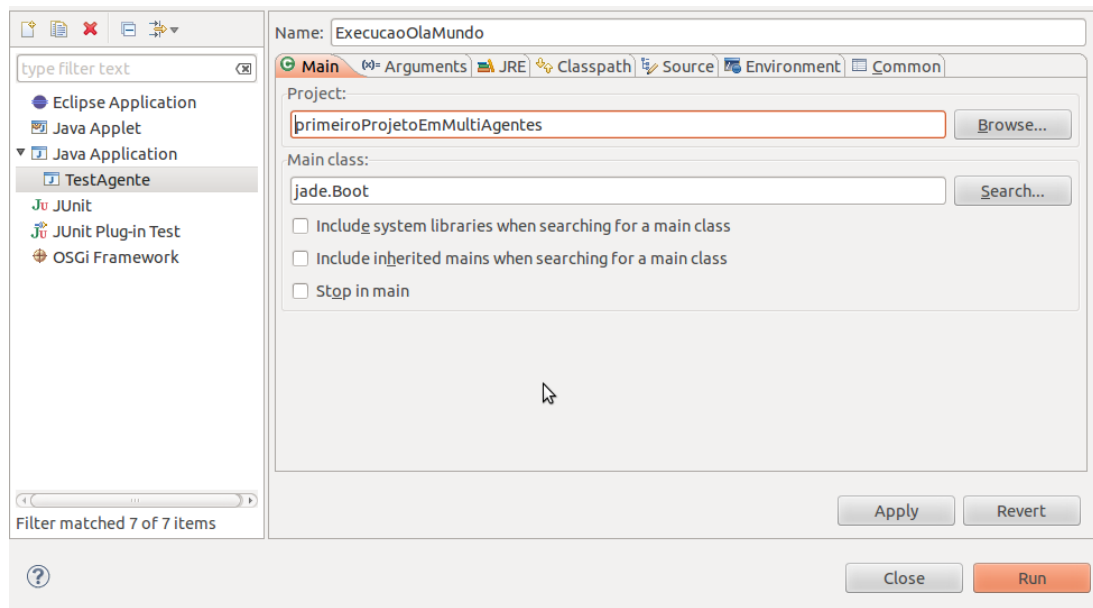 Name: ExecucaoOlaMundo
type filter text
Eclipse Application
Java Applet
Java Application
TestAgente
JUnit
JUnit Plug-in Test
OSGi Framework
Filter matched 7 of 7 items
Main (x)= Arguments JRE Classpath Source Environment Common
Project:
primeiroProjetoEmMultiAgentes Browse...
Main class:
jade.Boot Search...
Include system libraries when searching for a main class
Include inherited mains when searching for a main class
Stop in main
Apply Revert
Close Run